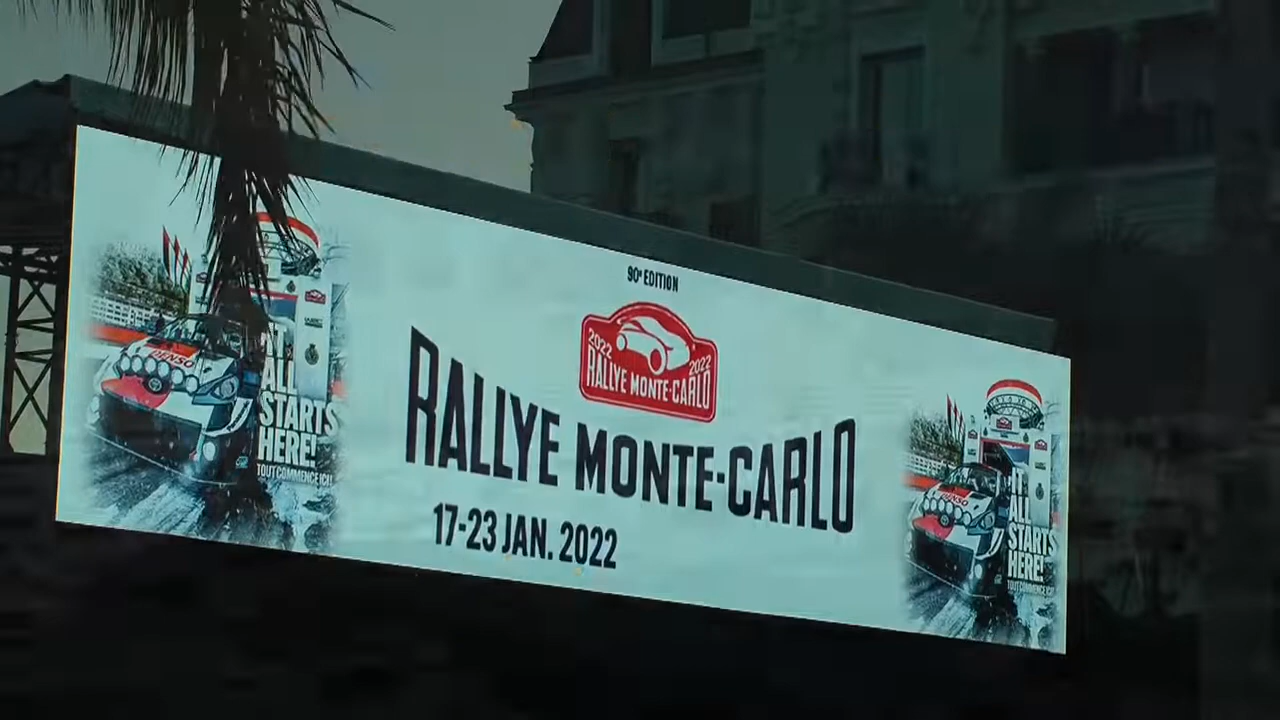 90e EDITION
2022
2022
RALLYE MONTE-CARLO
RALLYE MONTE-CARLO
17-23 JAN. 2022
DENSO
IT
ALL
STARTS
HERE!
TOUT COMMENCE ICI!
DENSO
IT
ALL
STARTS
HERE!
TOUT COMMENCE ICI!